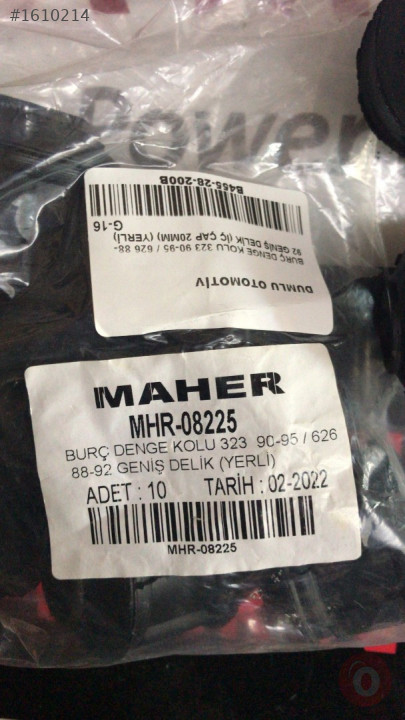 #1610214
Power
B455-28-200B
G-16
92 GENİŞ DELİK (İÇ ÇAP 20MM) (YERLİ)
BURÇ DENGE KOLU 323 90-95 / 626 88-
DUMLU OTOMOTİV
MAHER
MHR-08225
BURÇ DENGE KOLU 323 90-95 / 626
88-92 GENİŞ DELİK (YERLİ)
ADET : 10 TARİH : 02-2022
MHR-08225